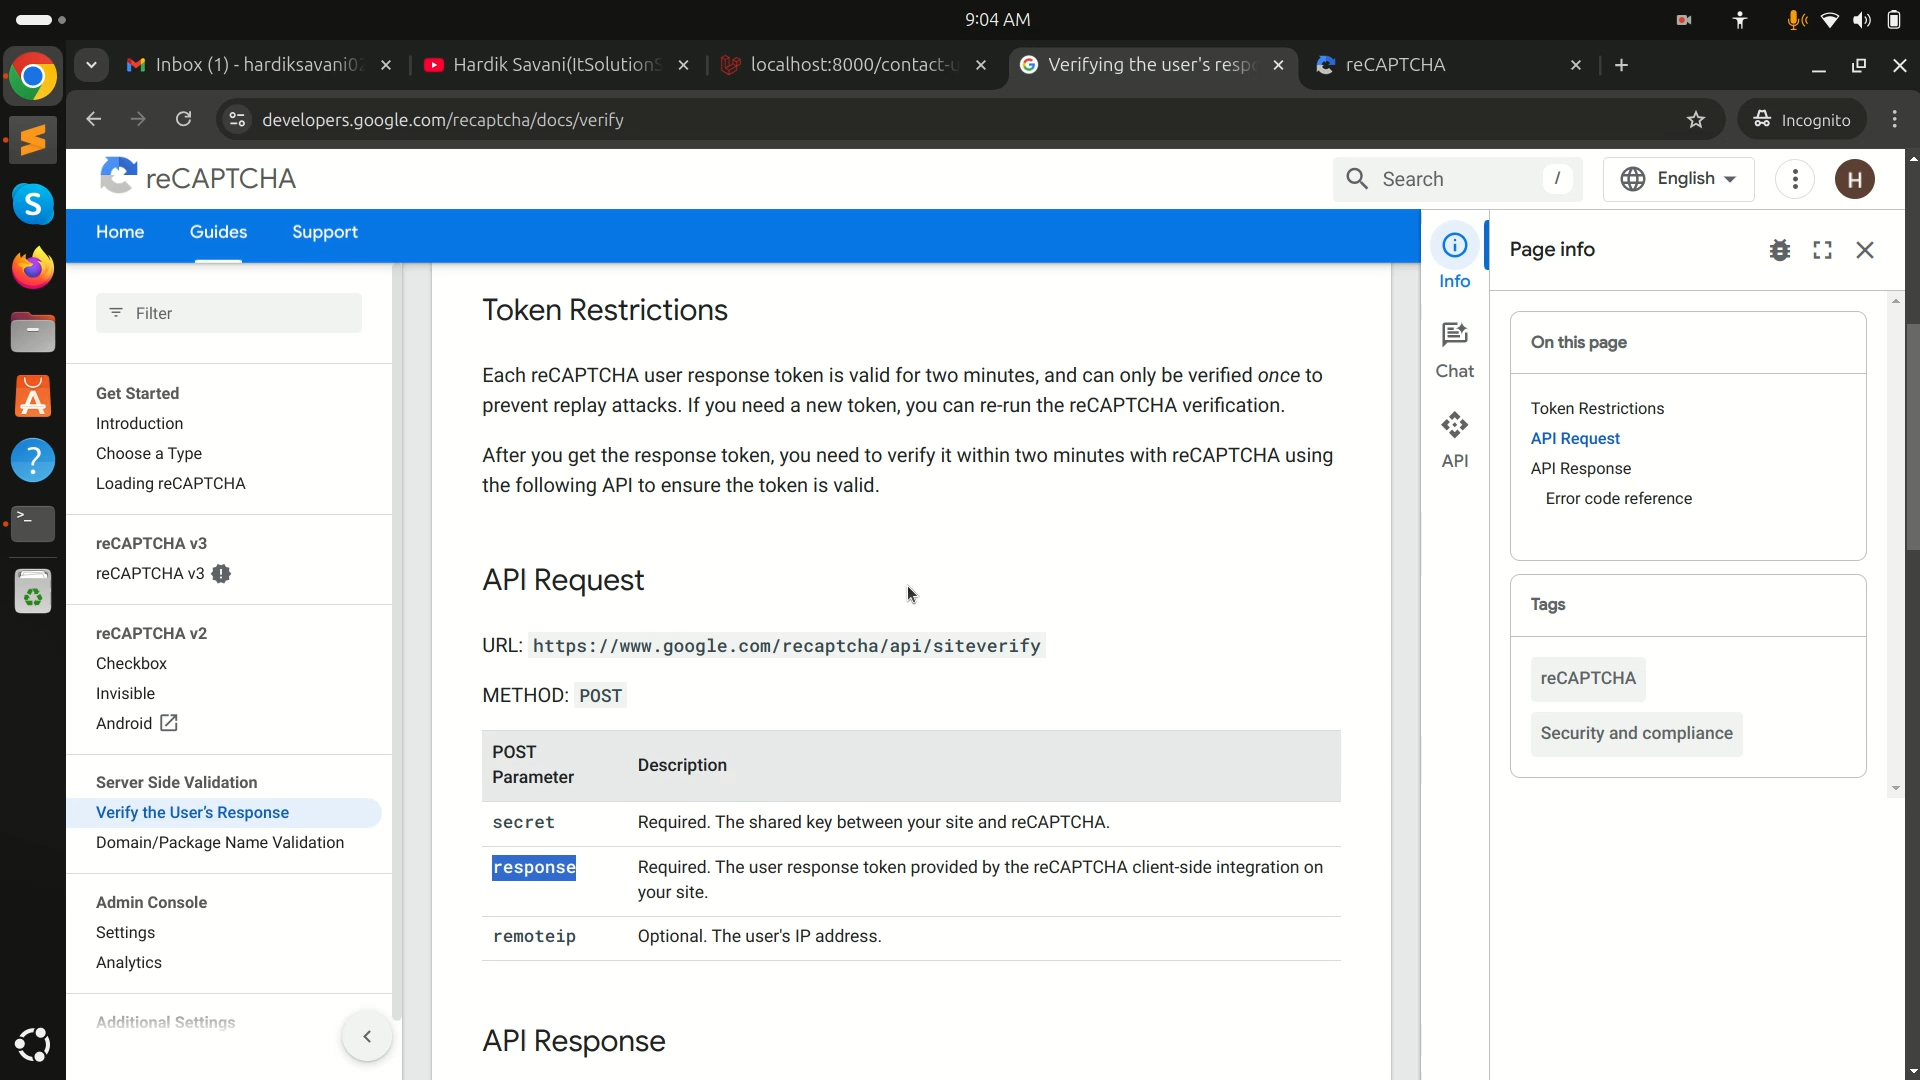 9:04 AM
Inbox (1) - hardiksavani02
Hardik Savani(ItSolutionS
localhost:8000/contact-u
Verifying the user's respo
reCAPTCHA
developers.google.com/recaptcha/docs/verify
Incognito
reCAPTCHA
Search /
English
H
Home
Guides
Support
Filter
Get Started
Introduction
Choose a Type
Loading reCAPTCHA
reCAPTCHA v3
reCAPTCHA v3
reCAPTCHA v2
Checkbox
Invisible
Android
Server Side Validation
Verify the User's Response
Domain/Package Name Validation
Admin Console
Settings
Analytics
Additional Settings
Token Restrictions
Each reCAPTCHA user response token is valid for two minutes, and can only be verified once to
prevent replay attacks. If you need a new token, you can re-run the reCAPTCHA verification.
After you get the response token, you need to verify it within two minutes with reCAPTCHA using
the following API to ensure the token is valid.
API Request
URL: https://www.google.com/recaptcha/api/siteverify
METHOD: POST
POST
Parameter
Description
secret
Required. The shared key between your site and reCAPTCHA.
response
Required. The user response token provided by the reCAPTCHA client-side integration on
your site.
remoteip
Optional. The user's IP address.
API Response
Info
Chat
API
Page info
On this page
Token Restrictions
API Request
API Response
Error code reference
Tags
reCAPTCHA
Security and compliance